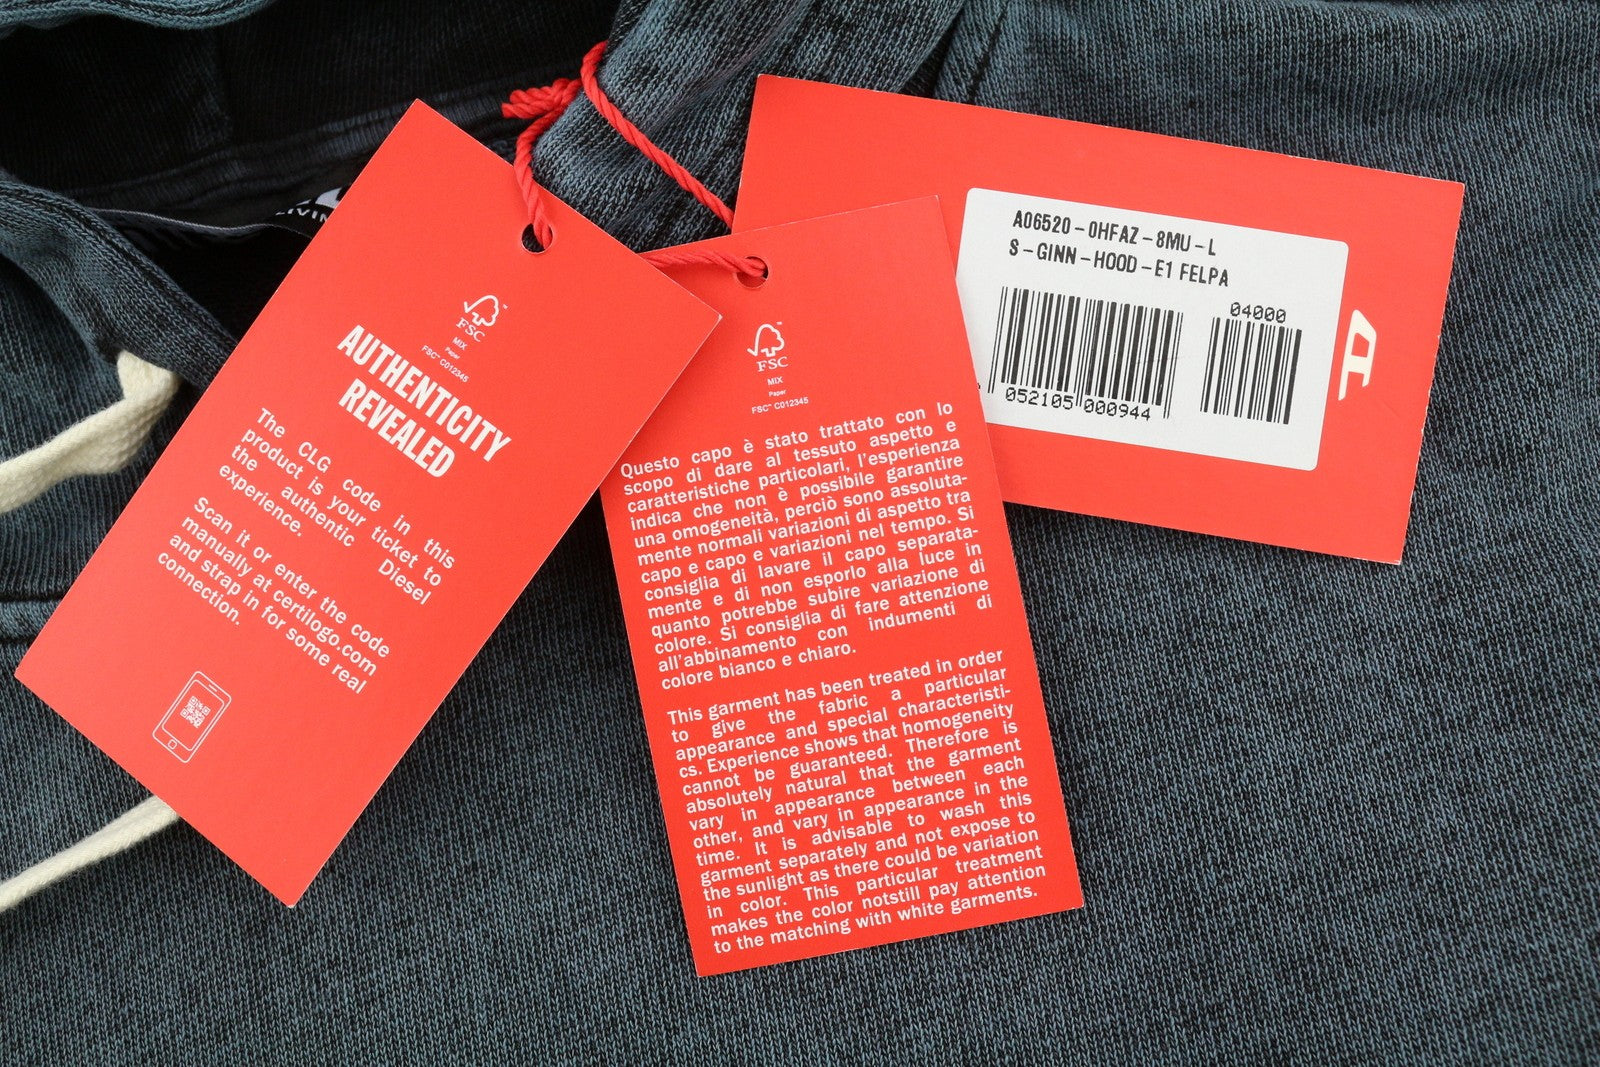 FSC™
MIX
Paper
FSC™ C012345
AUTHENTICITY
REVEALED
The CLG code in this
product is your ticket to
the authentic Diesel
experience.
Scan it or enter the code
manually at certilogo.com
and strap in for some real
connection.
FSC
MIX
Paper
FSC™ C012345
Questo capo è stato trattato con lo
scopo di dare al tessuto aspetto e
caratteristiche particolari, l'esperienza
indica che non è possibile garantire
una omogeneità, perciò sono assoluta-
mente normali variazioni di aspetto tra
capo e capo e variazioni nel tempo. Si
consiglia di lavare il capo separata-
mente e di non esporlo alla luce in
quanto potrebbe subire variazione di
colore. Si consiglia di fare attenzione
all'abbinamento con indumenti di
colore bianco e chiaro.
This garment has been treated in order
to give the fabric a particular
appearance and special characteristi-
cs. Experience shows that homogeneity
cannot be guaranteed. Therefore is
absolutely natural that the garment
vary in appearance between each
other, and vary in appearance in the
time. It is advisable to wash this
garment separately and not expose to
the sunlight as there could be variation
in color. This particular treatment
makes the color notstill pay attention
to the matching with white garments.
A06520-0HFAZ-8MU-L
S-GINN-HOOD-E1 FELPA
04000
052105 000944
D